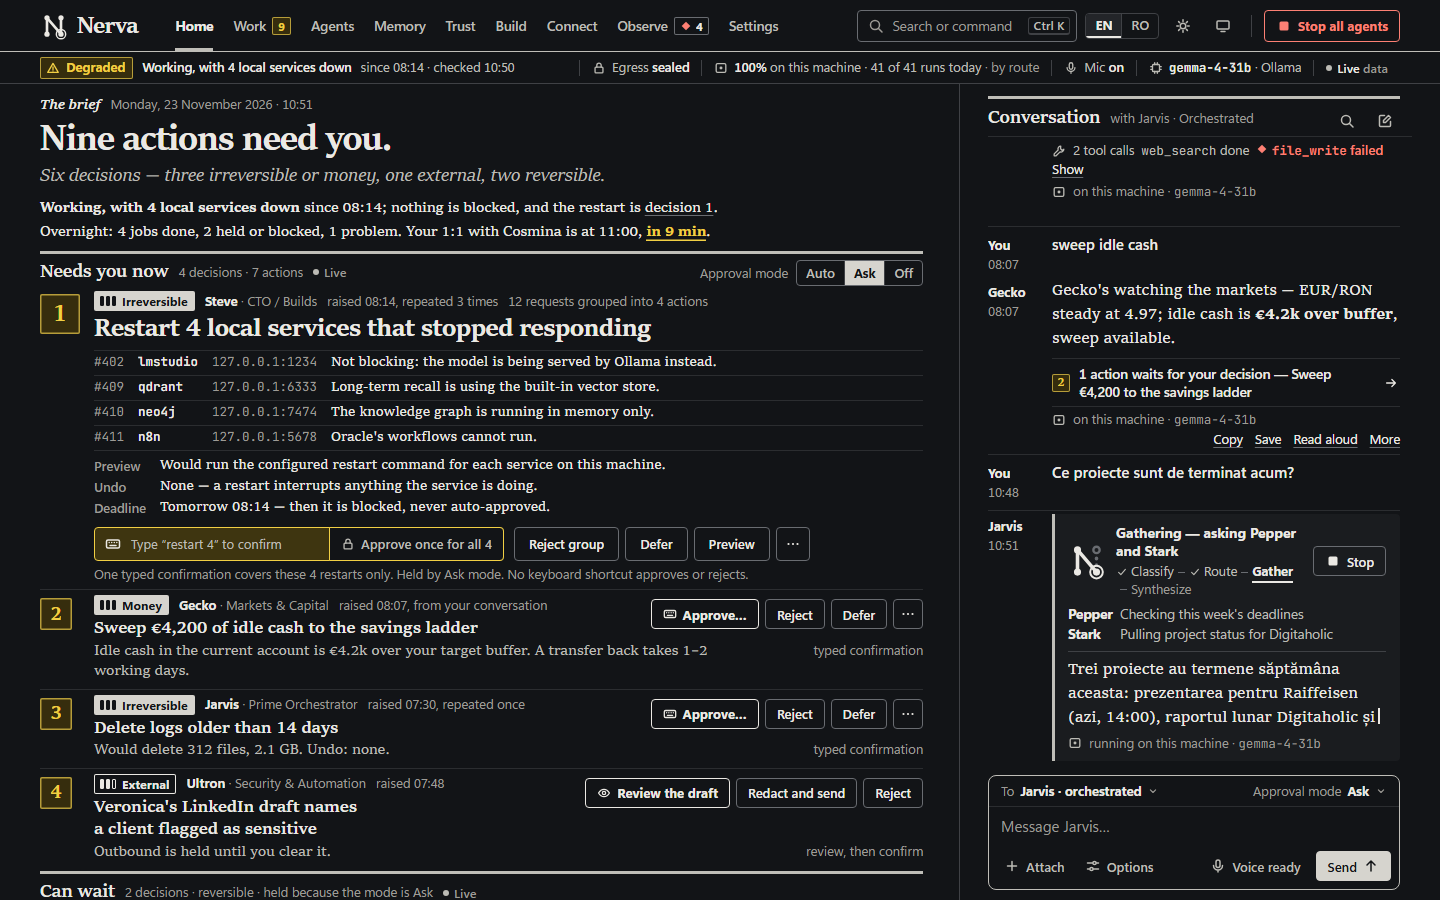 Nerva Home Work 9 Agents Memory Trust Build Connect Observe 4 Settings Search or command Ctrl K EN RO Stop all agents
Degraded Working, with 4 local services down since 08:14 · checked 10:50 Egress sealed 100% on this machine · 41 of 41 runs today · by route Mic on gemma-4-31b · Ollama Live data
The brief Monday, 23 November 2026 · 10:51
Nine actions need you.
Six decisions — three irreversible or money, one external, two reversible.
Working, with 4 local services down since 08:14; nothing is blocked, and the restart is decision 1.
Overnight: 4 jobs done, 2 held or blocked, 1 problem. Your 1:1 with Cosmina is at 11:00, in 9 min.
Needs you now 4 decisions · 7 actions Live Approval mode Auto Ask Off
1 Irreversible Steve · CTO / Builds raised 08:14, repeated 3 times 12 requests grouped into 4 actions
Restart 4 local services that stopped responding
#402 lmstudio 127.0.0.1:1234 Not blocking: the model is being served by Ollama instead.
#409 qdrant 127.0.0.1:6333 Long-term recall is using the built-in vector store.
#410 neo4j 127.0.0.1:7474 The knowledge graph is running in memory only.
#411 n8n 127.0.0.1:5678 Oracle's workflows cannot run.
Preview Would run the configured restart command for each service on this machine.
Undo None — a restart interrupts anything the service is doing.
Deadline Tomorrow 08:14 — then it is blocked, never auto-approved.
Type “restart 4” to confirm Approve once for all 4 Reject group Defer Preview ···
One typed confirmation covers these 4 restarts only. Held by Ask mode. No keyboard shortcut approves or rejects.
2 Money Gecko · Markets & Capital raised 08:07, from your conversation
Sweep €4,200 of idle cash to the savings ladder
Approve... Reject Defer ···
Idle cash in the current account is €4.2k over your target buffer. A transfer back takes 1–2
working days.
typed confirmation
3 Irreversible Jarvis · Prime Orchestrator raised 07:30, repeated once
Delete logs older than 14 days
Approve... Reject Defer ···
Would delete 312 files, 2.1 GB. Undo: none.
typed confirmation
4 External Ultron · Security & Automation raised 07:48
Veronica's LinkedIn draft names
a client flagged as sensitive
Review the draft Redact and send Reject
Outbound is held until you clear it.
review, then confirm
Can wait 2 decisions · reversible · held because the mode is Ask Live
Conversation with Jarvis · Orchestrated
2 tool calls web_search done file_write failed
Show
on this machine · gemma-4-31b
You sweep idle cash
08:07
Gecko Gecko's watching the markets — EUR/RON
08:07 steady at 4.97; idle cash is €4.2k over buffer,
sweep available.
2 1 action waits for your decision — Sweep
€4,200 to the savings ladder
on this machine · gemma-4-31b
Copy Save Read aloud More
You Ce proiecte sunt de terminat acum?
10:48
Jarvis
10:51
Gathering — asking Pepper
and Stark
Classify – Route – Gather
– Synthesize
Stop
Pepper Checking this week's deadlines
Stark Pulling project status for Digitaholic
Trei proiecte au termene săptămâna
aceasta: prezentarea pentru Raiffeisen
(azi, 14:00), raportul lunar Digitaholic și
running on this machine · gemma-4-31b
To Jarvis · orchestrated Approval mode Ask
Message Jarvis...
Attach Options Voice ready Send